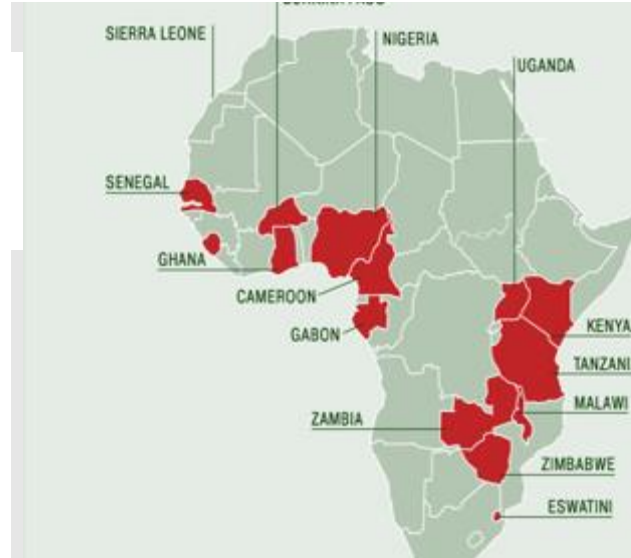 SIERRA LEONE
NIGERIA
UGANDA
SENEGAL
GHANA
CAMEROON
GABON
KENYA
TANZANI
MALAWI
ZAMBIA
ZIMBABWE
ESWATINI